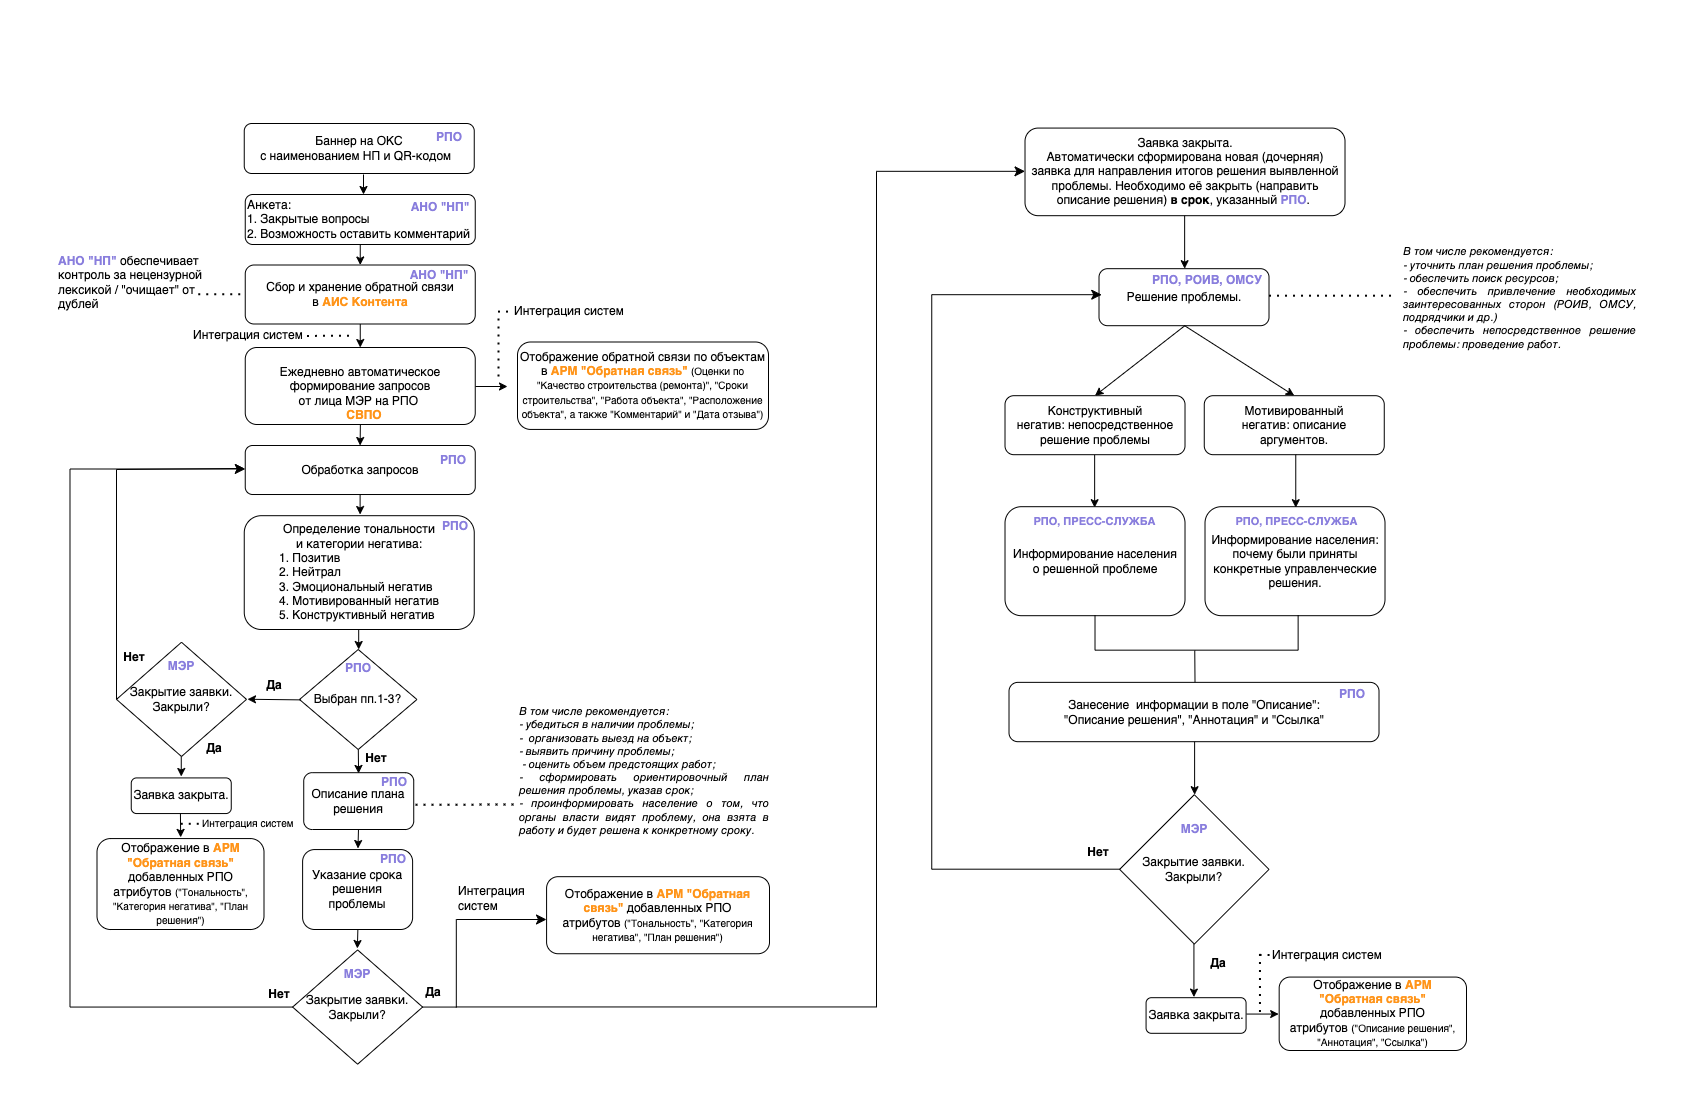 Баннер на ОКС
с наименованием НП и QR-кодом
РПО
Анкета:
АНО "НП"
1. Закрытые вопросы
2. Возможность оставить комментарий
АНО "НП" обеспечивает
контроль за нецензурной
лексикой / "очищает" от
дублей
АНО "НП"
Сбор и хранение обратной связи
в АИС Контента
Интеграция систем
Ежедневно автоматическое
формирование запросов
от лица МЭР на РПО
СВПО
Интеграция систем
Отображение обратной связи по объектам
в АРМ "Обратная связь" (Оценки по
"Качество строительства (ремонта)", "Сроки
строительства", "Работа объекта", "Расположение
объекта", а также "Комментарий" и "Дата отзыва")
РПО
Обработка запросов
РПО
Определение тональности
и категории негатива:
1. Позитив
2. Нейтрал
3. Эмоциональный негатив
4. Мотивированный негатив
5. Конструктивный негатив
РПО
Выбран пп.1-3?
Да
Нет
МЭР
Закрытие заявки.
Закрыли?
Нет
Да
Заявка закрыта.
Интеграция систем
Отображение в АРМ
"Обратная связь"
добавленных РПО
атрибутов ("Тональность",
"Категория негатива", "План
решения")
РПО
Описание плана
решения
В том числе рекомендуется:
- убедиться в наличии проблемы;
- организовать выезд на объект;
- выявить причину проблемы;
- оценить объем предстоящих работ;
- сформировать ориентировочный план
решения проблемы, указав срок;
- проинформировать население о том, что
органы власти видят проблему, она взята в
работу и будет решена к конкретному сроку.
РПО
Указание срока
решения
проблемы
МЭР
Закрытие заявки.
Закрыли?
Нет
Да
Интеграция
систем
Отображение в АРМ "Обратная
связь" добавленных РПО
атрибутов ("Тональность", "Категория
негатива", "План решения")
Заявка закрыта.
Автоматически сформирована новая (дочерняя)
заявка для направления итогов решения выявленной
проблемы. Необходимо её закрыть (направить
описание решения) в срок, указанный РПО.
РПО, РОИВ, ОМСУ
Решение проблемы.
В том числе рекомендуется:
- уточнить план решения проблемы;
- обеспечить поиск ресурсов;
- обеспечить привлечение необходимых
заинтересованных сторон (РОИВ, ОМСУ,
подрядчики и др.)
- обеспечить непосредственное решение
проблемы: проведение работ.
Конструктивный
негатив: непосредственное
решение проблемы
Мотивированный
негатив: описание
аргументов.
РПО, ПРЕСС-СЛУЖБА
Информирование населения
о решенной проблеме
РПО, ПРЕСС-СЛУЖБА
Информирование населения:
почему были приняты
конкретные управленческие
решения.
РПО
Занесение информации в поле "Описание":
"Описание решения", "Аннотация" и "Ссылка"
МЭР
Закрытие заявки.
Закрыли?
Нет
Да
Заявка закрыта.
Интеграция систем
Отображение в АРМ
"Обратная связь"
добавленных РПО
атрибутов ("Описание решения",
"Аннотация", "Ссылка")